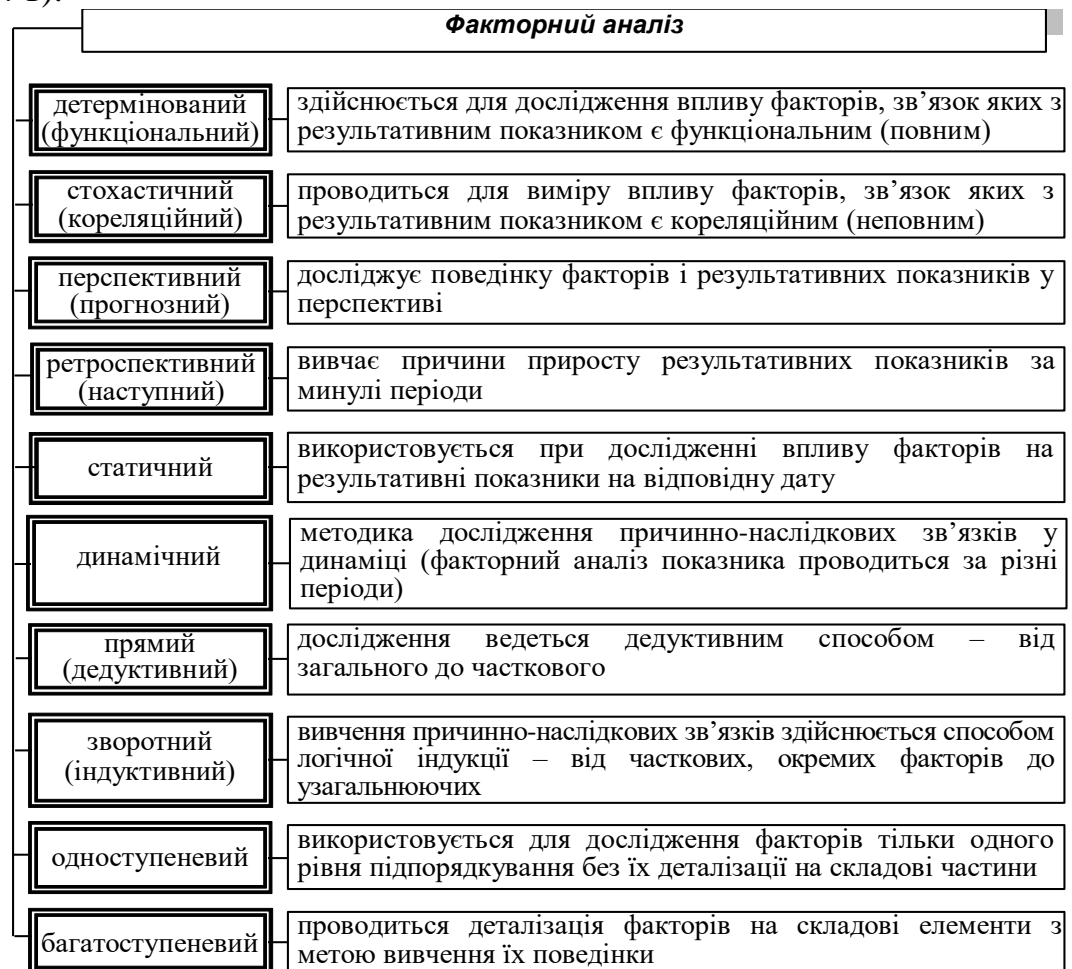 Факторний аналіз
детермінований
(функціональний)
здійснюється для дослідження впливу факторів, зв’язок яких з
результативним показником є функціональним (повним)
стохастичний
(кореляційний)
проводиться для виміру впливу факторів, зв’язок яких з
результативним показником є кореляційним (неповним)
перспективний
(прогнозний)
досліджує поведінку факторів і результативних показників у
перспективі
ретроспективний
(наступний)
вивчає причини приросту результативних показників за
минулі періоди
статичний
використовується при дослідженні впливу факторів на
результативні показники на відповідну дату
динамічний
методика дослідження причинно-наслідкових зв’язків у
динаміці (факторний аналіз показника проводиться за різні
періоди)
прямий
(дедуктивний)
дослідження ведеться дедуктивним способом – від
загального до часткового
зворотний
(індуктивний)
вивчення причинно-наслідкових зв’язків здійснюється способом
логічної індукції – від часткових, окремих факторів до
узагальнюючих
одноступеневий
використовується для дослідження факторів тільки одного
рівня підпорядкування без їх деталізації на складові частини
багатоступеневий
проводиться деталізація факторів на складові елементи з
метою вивчення їх поведінки